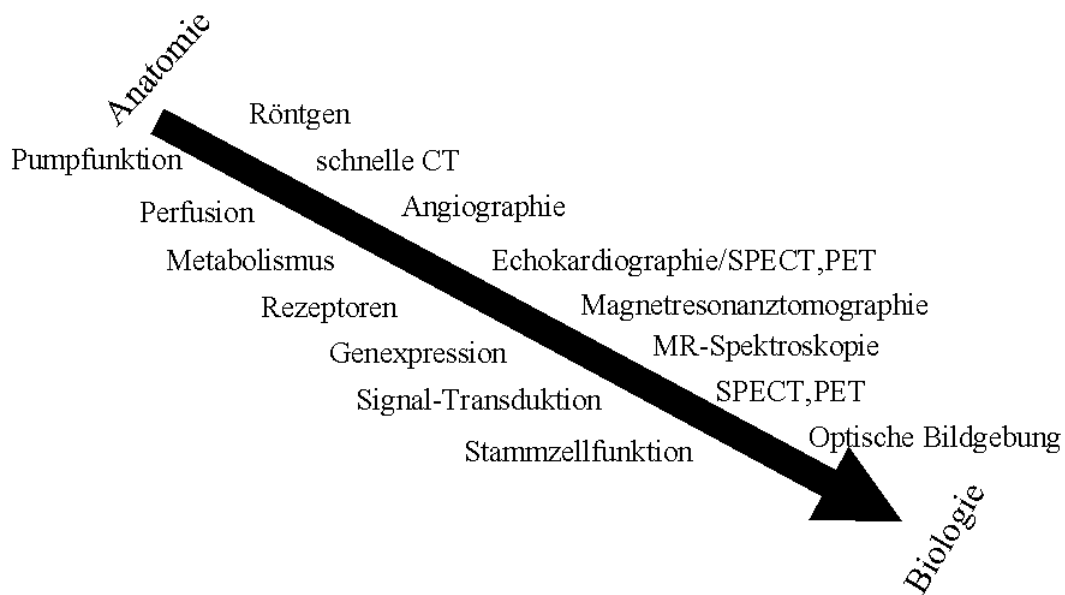 Anatomie
Röntgen
Pumpfunktion
schnelle CT
Perfusion
Angiographie
Metabolismus
Echokardiographie/SPECT,PET
Rezeptoren
Magnetresonanztomographie
Genexpression
MR-Spektroskopie
Signal-Transduktion
SPECT,PET
Stammzellfunktion
Optische Bildgebung
Biologie